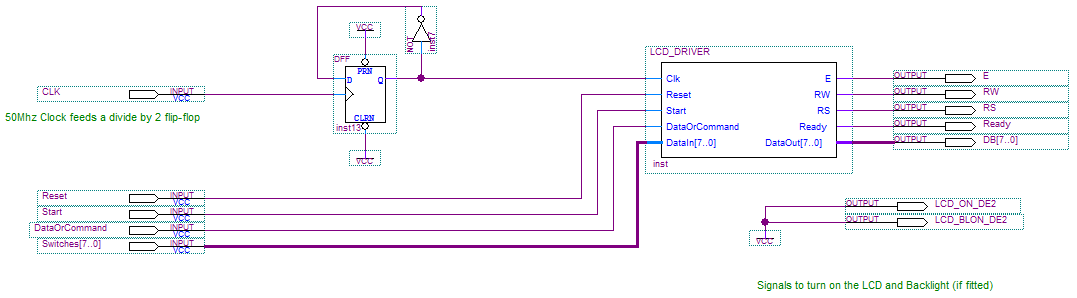 VCC
NOT
inst7
DFF
PRN
D
Q
CLRN
inst13
VCC
CLK
INPUT
VCC
50Mhz Clock feeds a divide by 2 flip-flop
LCD_DRIVER
Clk
E
Reset
RW
Start
RS
DataOrCommand
Ready
DataIn[7..0]
DataOut[7..0]
inst
OUTPUT
E
OUTPUT
RW
OUTPUT
RS
OUTPUT
Ready
OUTPUT
DB[7..0]
Reset
INPUT
VCC
Start
INPUT
VCC
DataOrCommand
INPUT
VCC
Switches[7..0]
INPUT
VCC
OUTPUT
LCD_ON_DE2
OUTPUT
LCD_BLON_DE2
VCC
Signals to turn on the LCD and Backlight (if fitted)